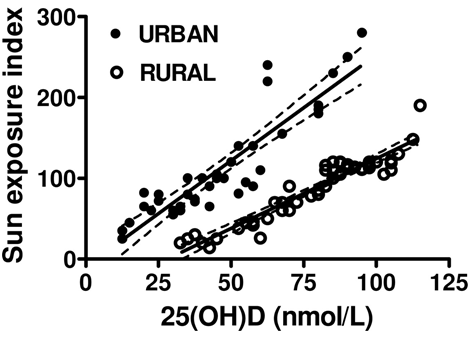 Sun exposure index
300
200
100
0
URBAN
RURAL
0 25 50 75 100 125
25(OH)D (nmol/L)